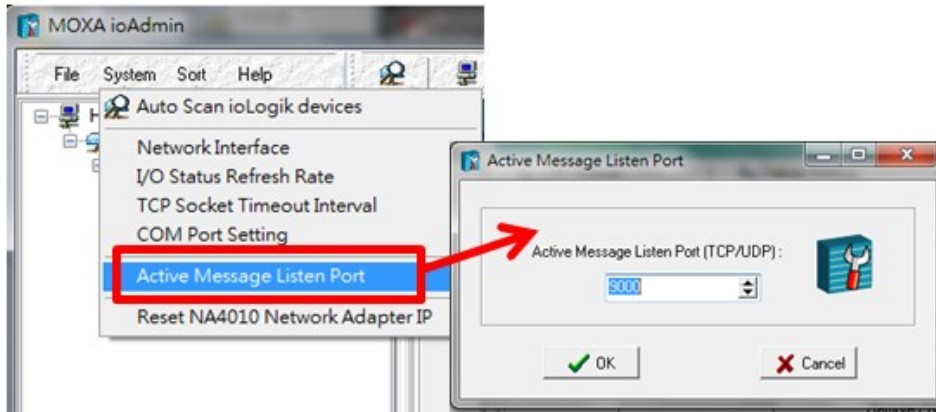 MOXA ioAdmin
File System Sort Help
Auto Scan ioLogik devices
Network Interface
I/O Status Refresh Rate
TCP Socket Timeout Interval
COM Port Setting
Active Message Listen Port
Reset NA4010 Network Adapter IP
Active Message Listen Port
Active Message Listen Port (TCP/UDP) :
9000
OK Cancel